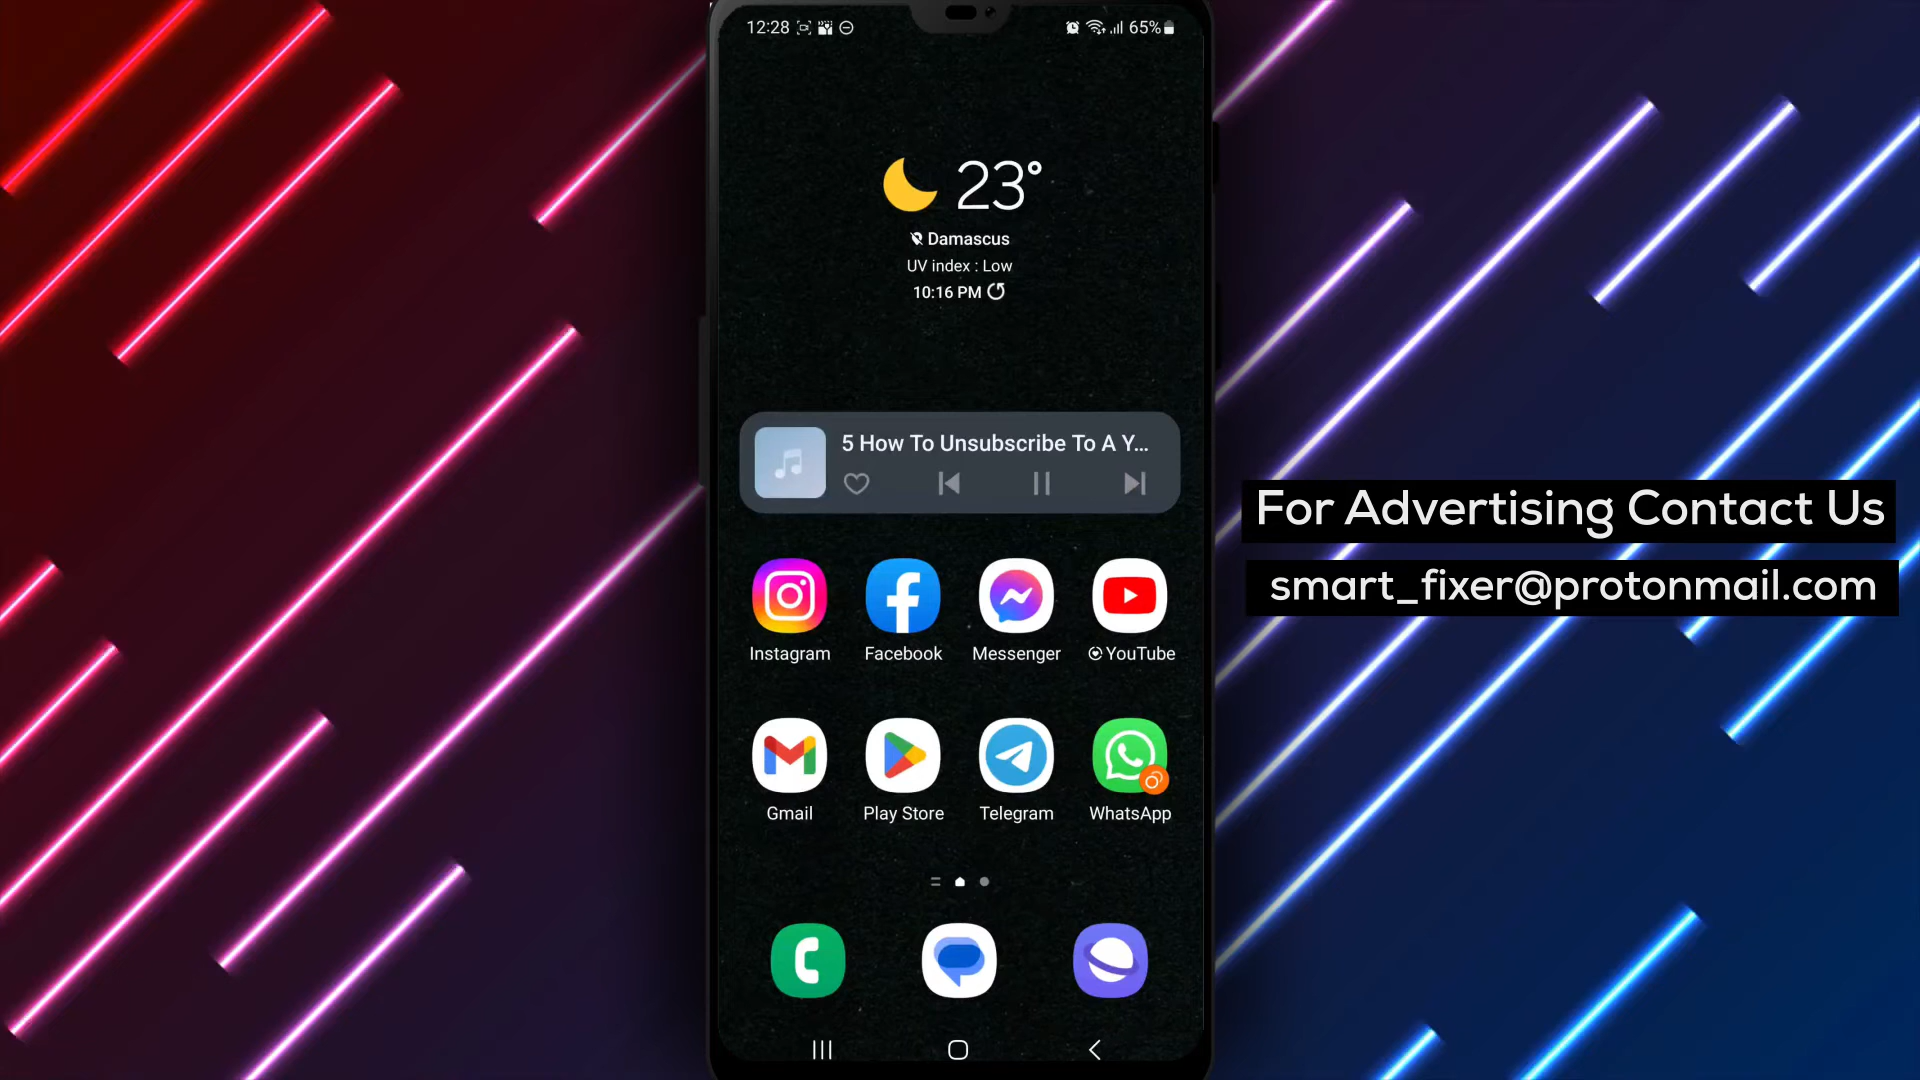 12:28
65%
23°
Damascus
UV index : Low
10:16 PM
5 How To Unsubscribe To A Y...
Instagram
Facebook
Messenger
YouTube
Gmail
Play Store
Telegram
WhatsApp
For Advertising Contact Us
smart_fixer@protonmail.com